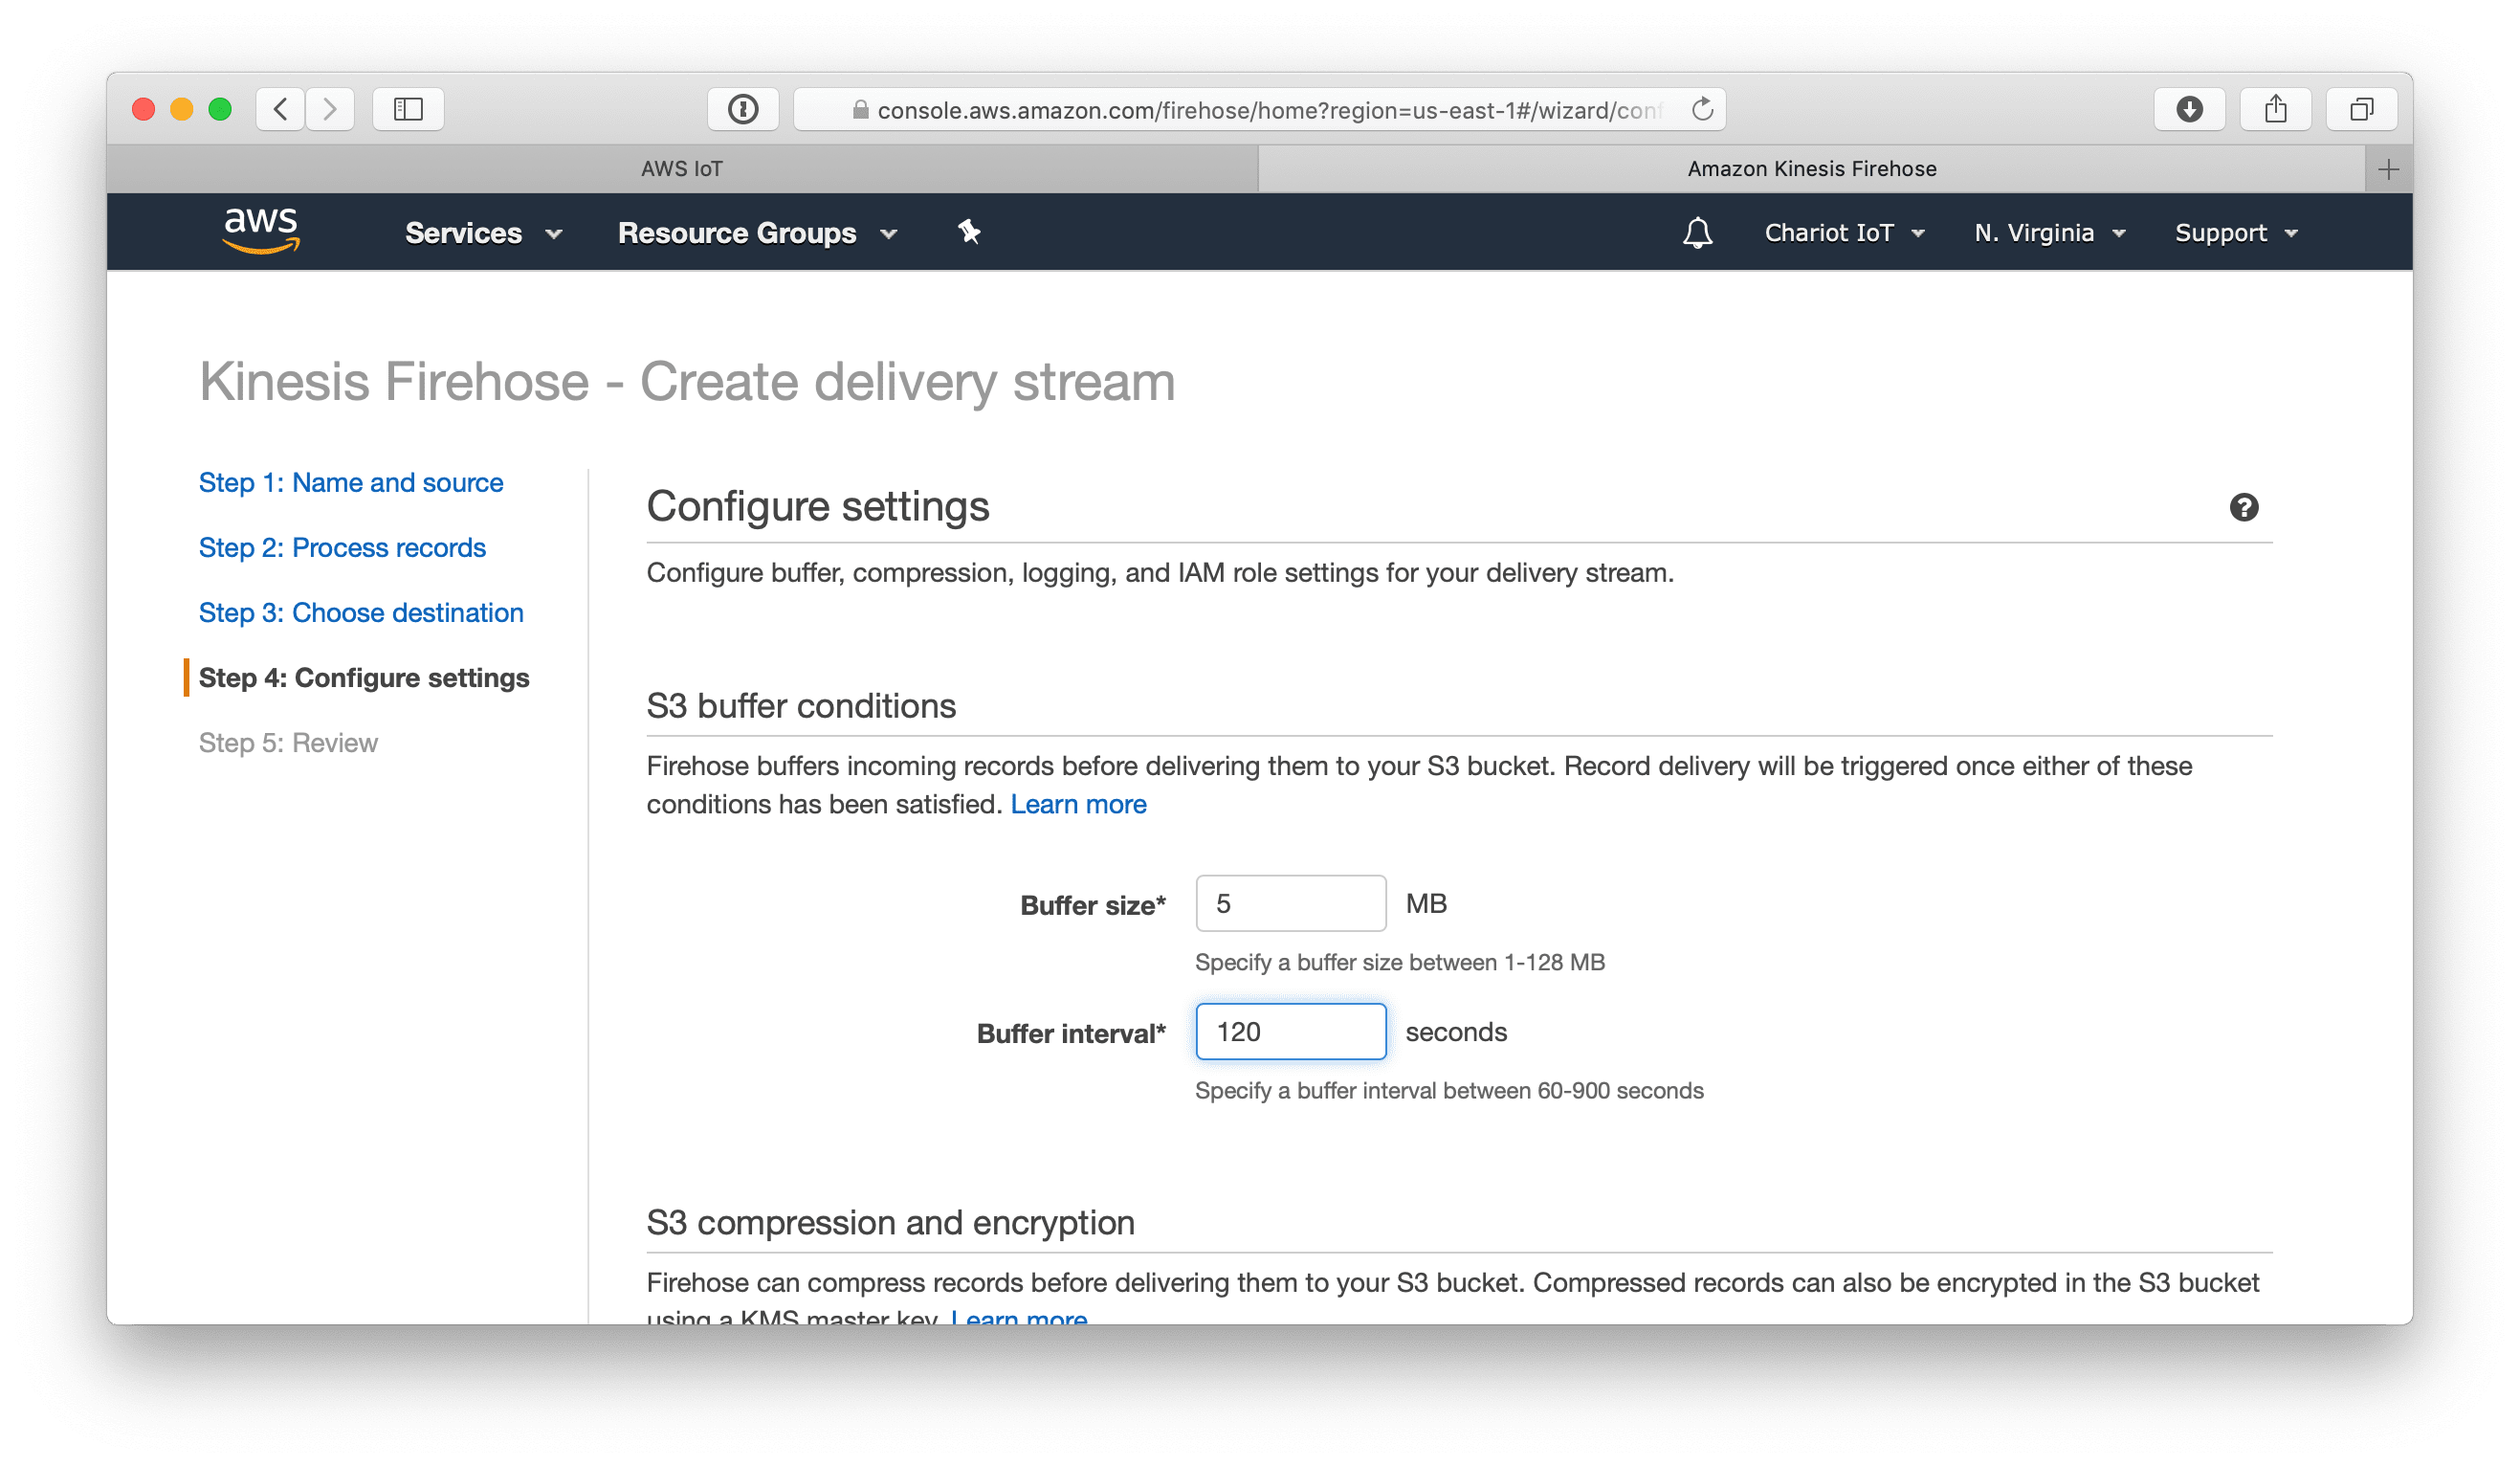 console.aws.amazon.com/firehose/home?region=us-east-1#/wizard/conf
AWS IoT
Amazon Kinesis Firehose
aws
Services
Resource Groups
Chariot IoT
N. Virginia
Support
Kinesis Firehose - Create delivery stream
Step 1: Name and source
Step 2: Process records
Step 3: Choose destination
Step 4: Configure settings
Step 5: Review
Configure settings
Configure buffer, compression, logging, and IAM role settings for your delivery stream.
S3 buffer conditions
Firehose buffers incoming records before delivering them to your S3 bucket. Record delivery will be triggered once either of these
conditions has been satisfied. Learn more
Buffer size* 5 MB
Specify a buffer size between 1-128 MB
Buffer interval* 120 seconds
Specify a buffer interval between 60-900 seconds
S3 compression and encryption
Firehose can compress records before delivering them to your S3 bucket. Compressed records can also be encrypted in the S3 bucket
using a KMS master key. Learn more